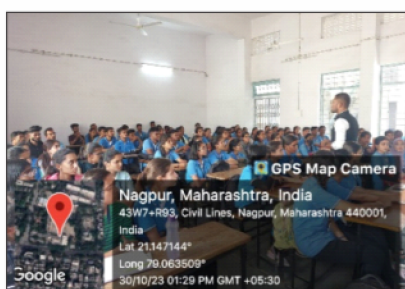 GPS Map Camera
Nagpur, Maharashtra, India
43W7+R93, Civil Lines, Nagpur, Maharashtra 440001,
India
Lat 21.147144°
Long 79.063509°
30/10/23 01:29 PM GMT +05:30
Google